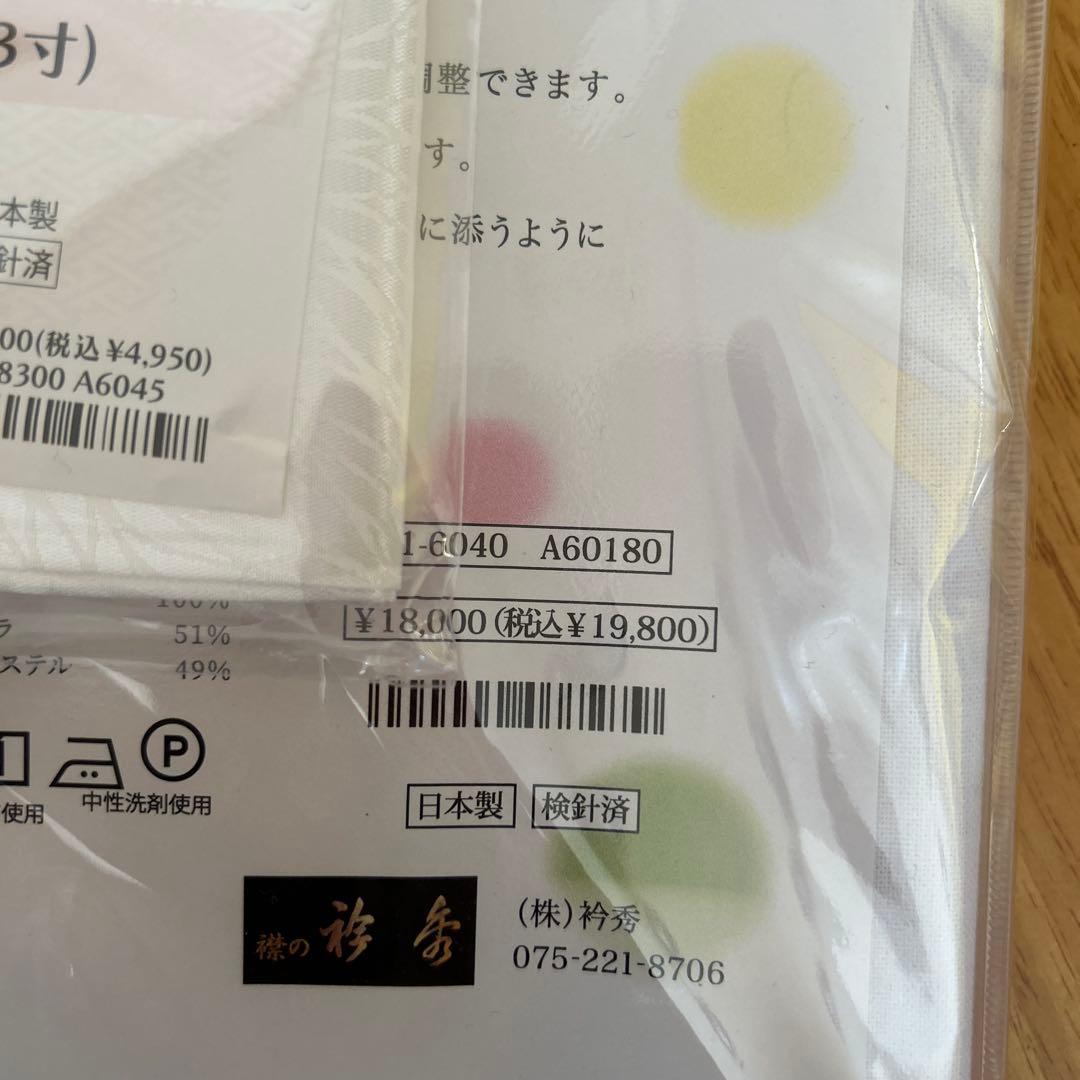 3寸)
本製
針済
00(税込¥4,950)
8300 A6045
調整できます。
す。
に添うように
1-6040 A60180
¥18,000(税込¥19,800)
100%
ラ 51%
ステル 49%
P
使用
中性洗剤使用
日本製 検針済
襟の 衿秀
(株)衿秀
075-221-8706